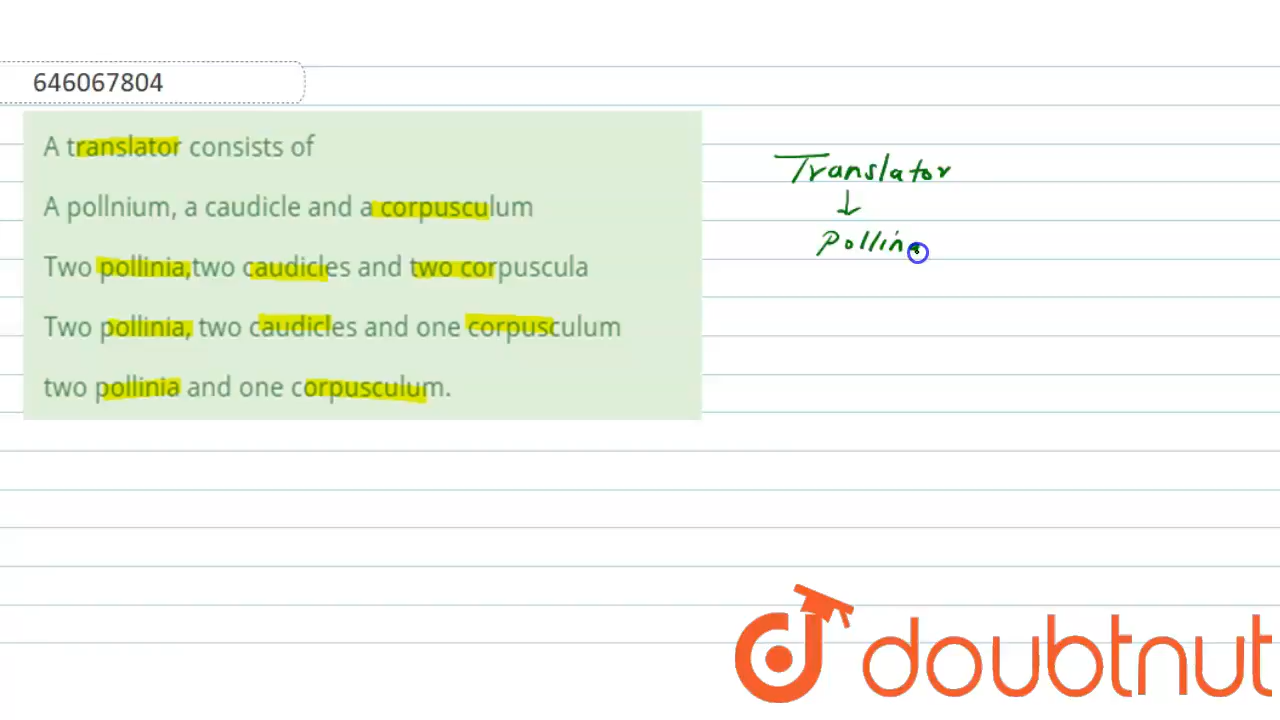 646067804
A translator consists of
A pollnium, a caudicle and a corpusculum
Two pollinia,two caudicles and two corpuscula
Two pollinia, two caudicles and one corpusculum
two pollinia and one corpusculum.
Translator
Pollina
doubtnut